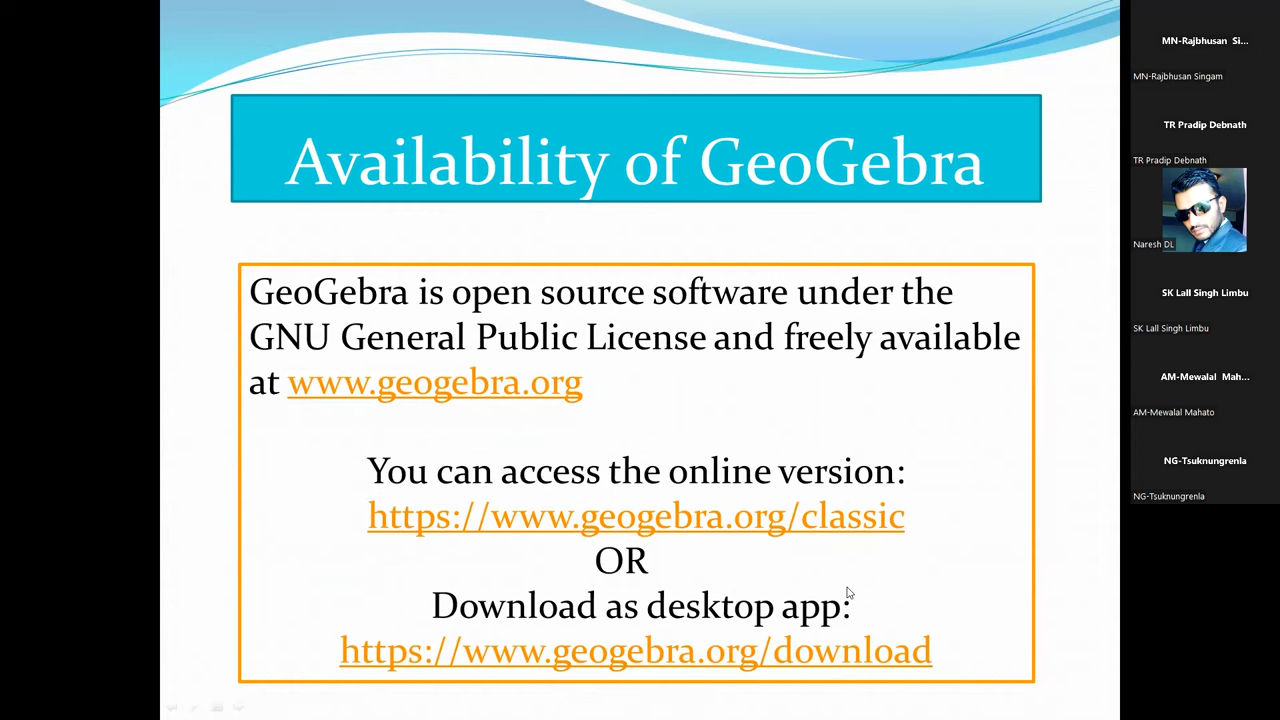 Availability of GeoGebra
GeoGebra is open source software under the
GNU General Public License and freely available
at www.geogebra.org
You can access the online version:
https://www.geogebra.org/classic
OR
Download as desktop app:
https://www.geogebra.org/download
MN-Rajbhusan Si...
MN-Rajbhusan Singam
TR Pradip Debnath
TR Pradip Debnath
Naresh DL
SK Lall Singh Limbu
SK Lall Singh Limbu
AM-Mewalal Mah...
AM-Mewalal Mahato
NG-Tsuknungrenla
NG-Tsuknungrenla